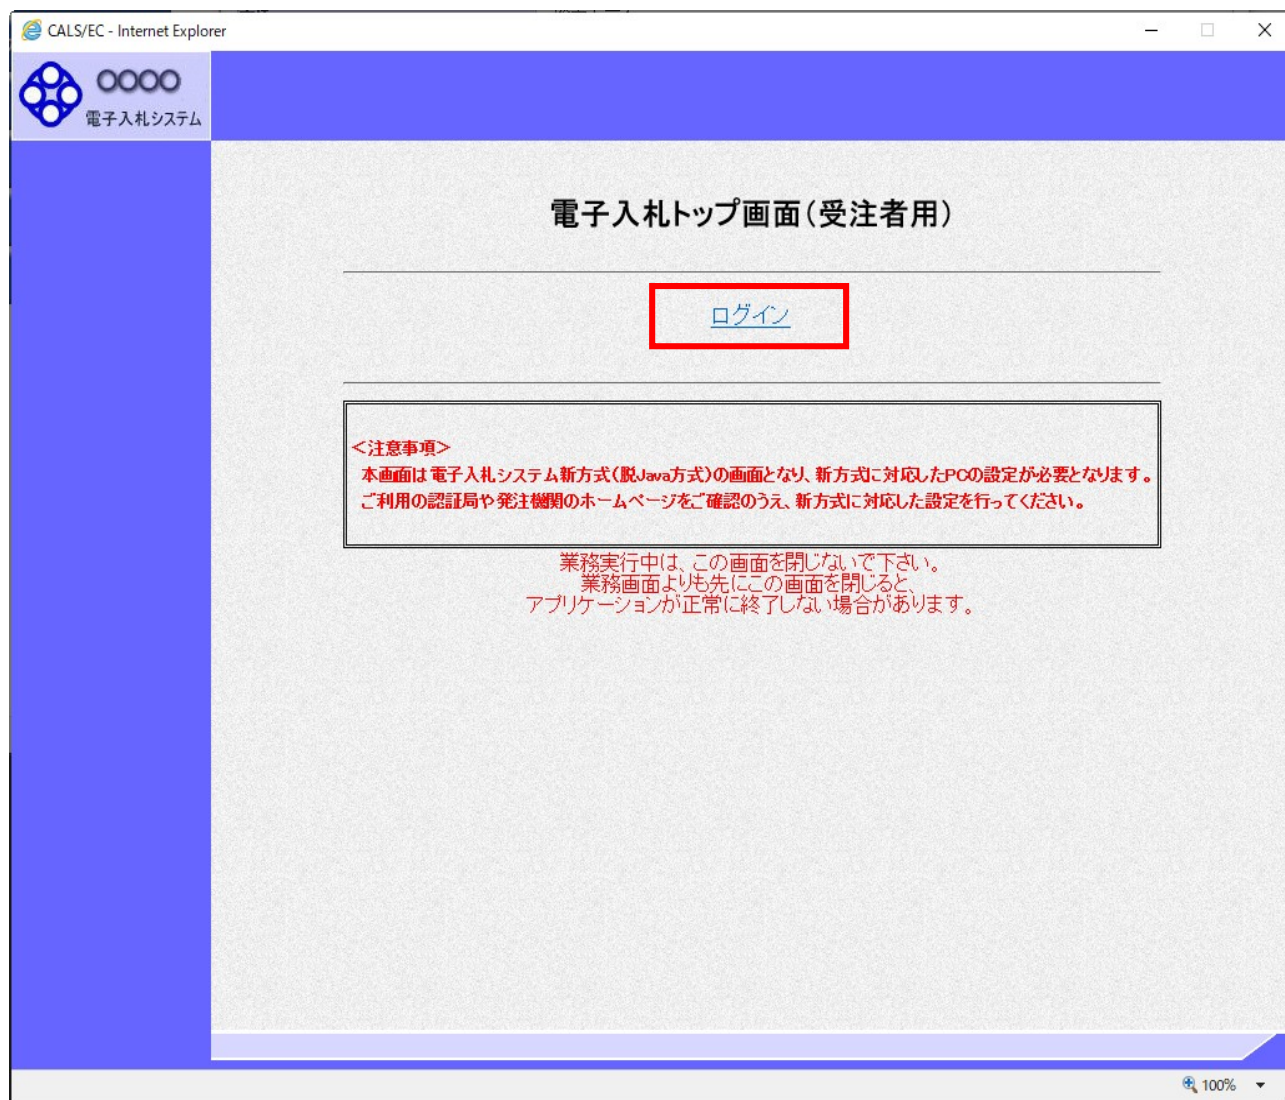 CALS/EC - Internet Explorer
〇〇〇〇
電子入札システム
電子入札トップ画面(受注者用)
ログイン
＜注意事項＞
本画面は電子入札システム新方式(脱Java方式)の画面となり、新方式に対応したPCの設定が必要となります。
ご利用の認証局や発注機関のホームページをご確認のうえ、新方式に対応した設定を行ってください。
業務実行中は、この画面を閉じないで下さい。
業務画面よりも先にこの画面を閉じると、
アプリケーションが正常に終了しない場合があります。
100%